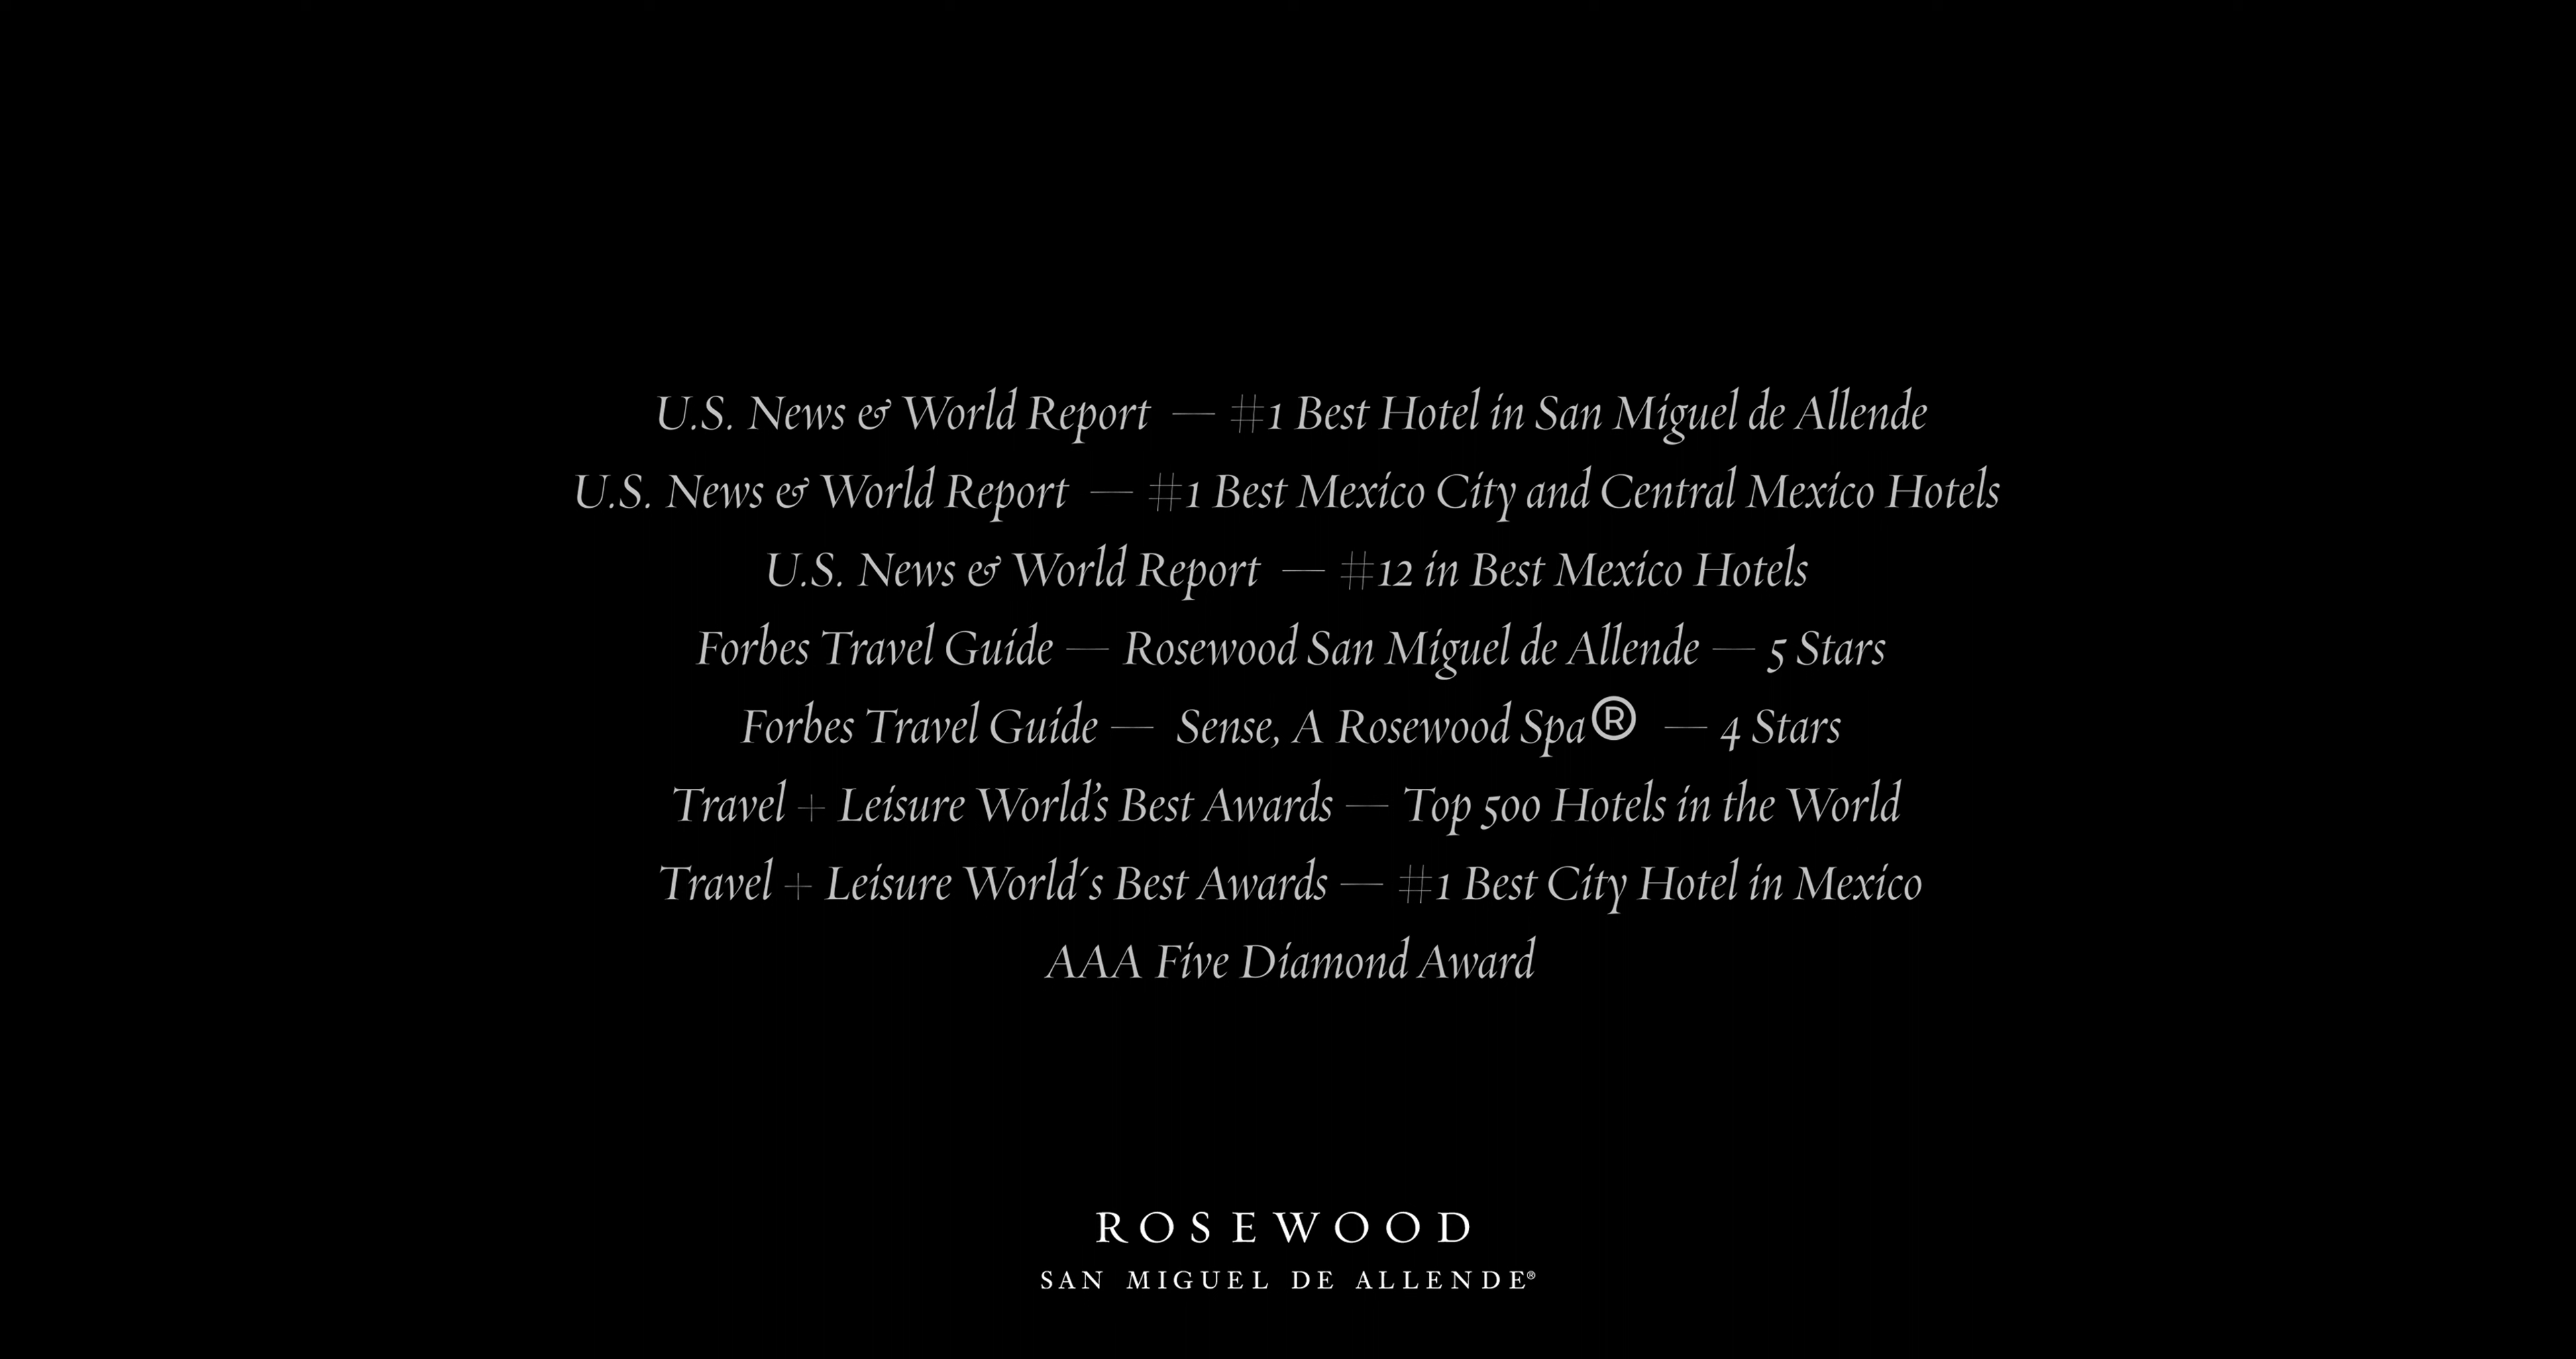 U.S. News & World Report — #1 Best Hotel in San Miguel de Allende
U.S. News & World Report — #1 Best Mexico City and Central Mexico Hotels
U.S. News & World Report — #12 in Best Mexico Hotels
Forbes Travel Guide — Rosewood San Miguel de Allende — 5 Stars
Forbes Travel Guide — Sense, A Rosewood Spa® — 4 Stars
Travel + Leisure World’s Best Awards — Top 500 Hotels in the World
Travel + Leisure World´s Best Awards — #1 Best City Hotel in Mexico
AAA Five Diamond Award
ROSEWOOD
SAN MIGUEL DE ALLENDE®